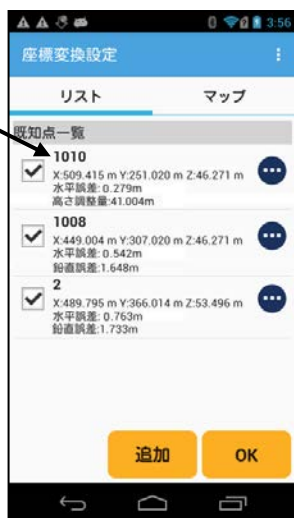 3:56
座標変換設定
リスト マップ
既知点一覧
1010
X:509.415 m Y:251.020 m Z:46.271 m
水平誤差: 0.279m
高さ調整量:41.004m
1008
X:449.004 m Y:307.020 m Z:46.271 m
水平誤差: 0.542m
鉛直誤差:1.648m
2
X:489.795 m Y:366.014 m Z:53.496 m
水平誤差: 0.763m
鉛直誤差:1.733m
追加 OK